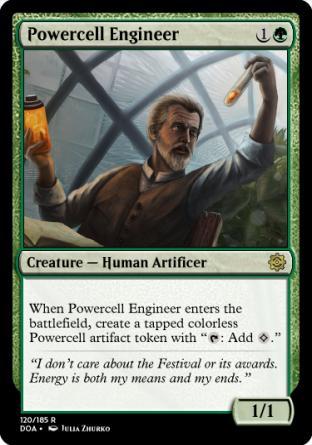 Powercell Engineer 1
Creature — Human Artificer
When Powercell Engineer enters the
battlefield, create a tapped colorless
Powercell artifact token with “: Add .”
“I don’t care about the Festival or its awards.
Energy is both my means and my ends.”
1/1
120/185 R
DOA • Julia Zhurko